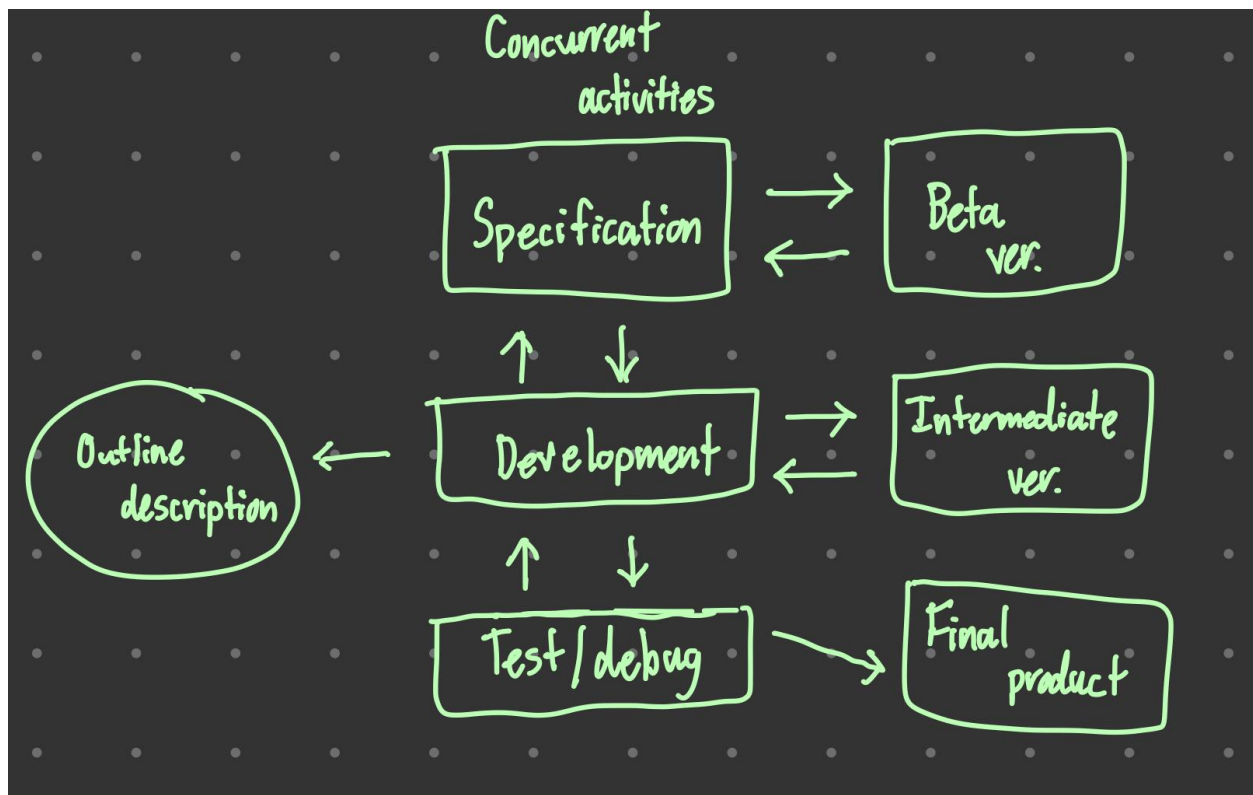 Concurrent
activities
Specification
Beta
ver.
Outline
description
Development
Intermediate
ver.
Test/debug
Final
product